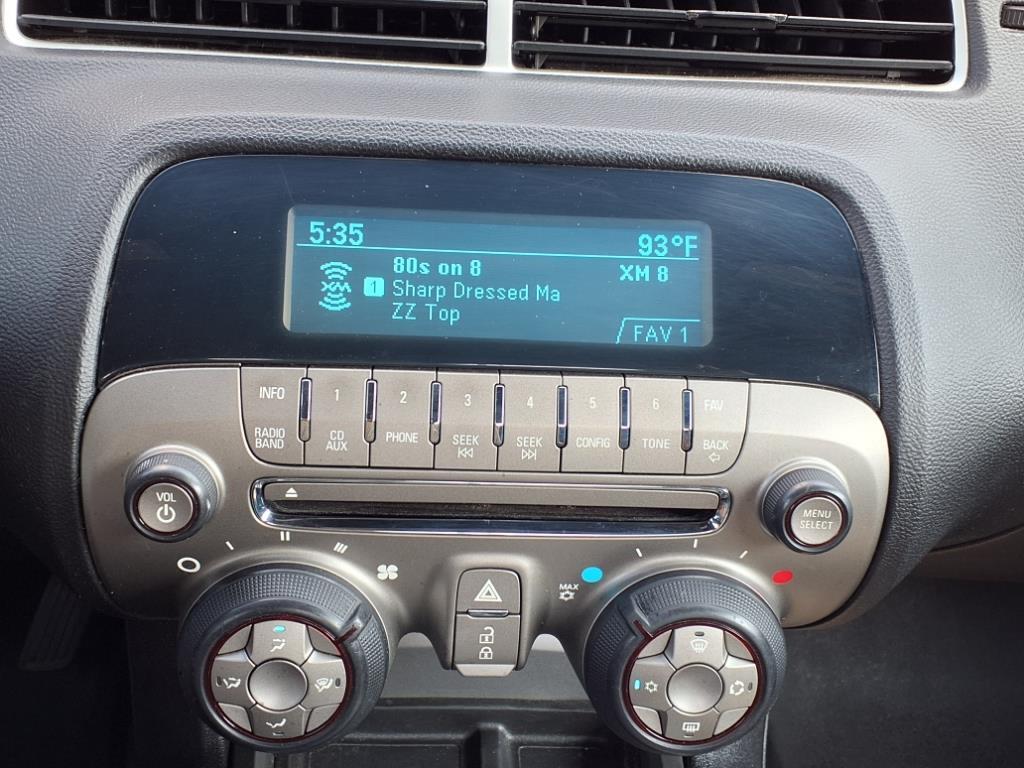 5:35 93°F
80s on 8 XM 8
XM 1 Sharp Dressed Ma
ZZ Top
FAV 1
INFO 1 2 3 4 5 6 FAV
RADIO BAND CD AUX PHONE SEEK SEEK CONFIG TONE BACK
VOL
MENU SELECT
MAX